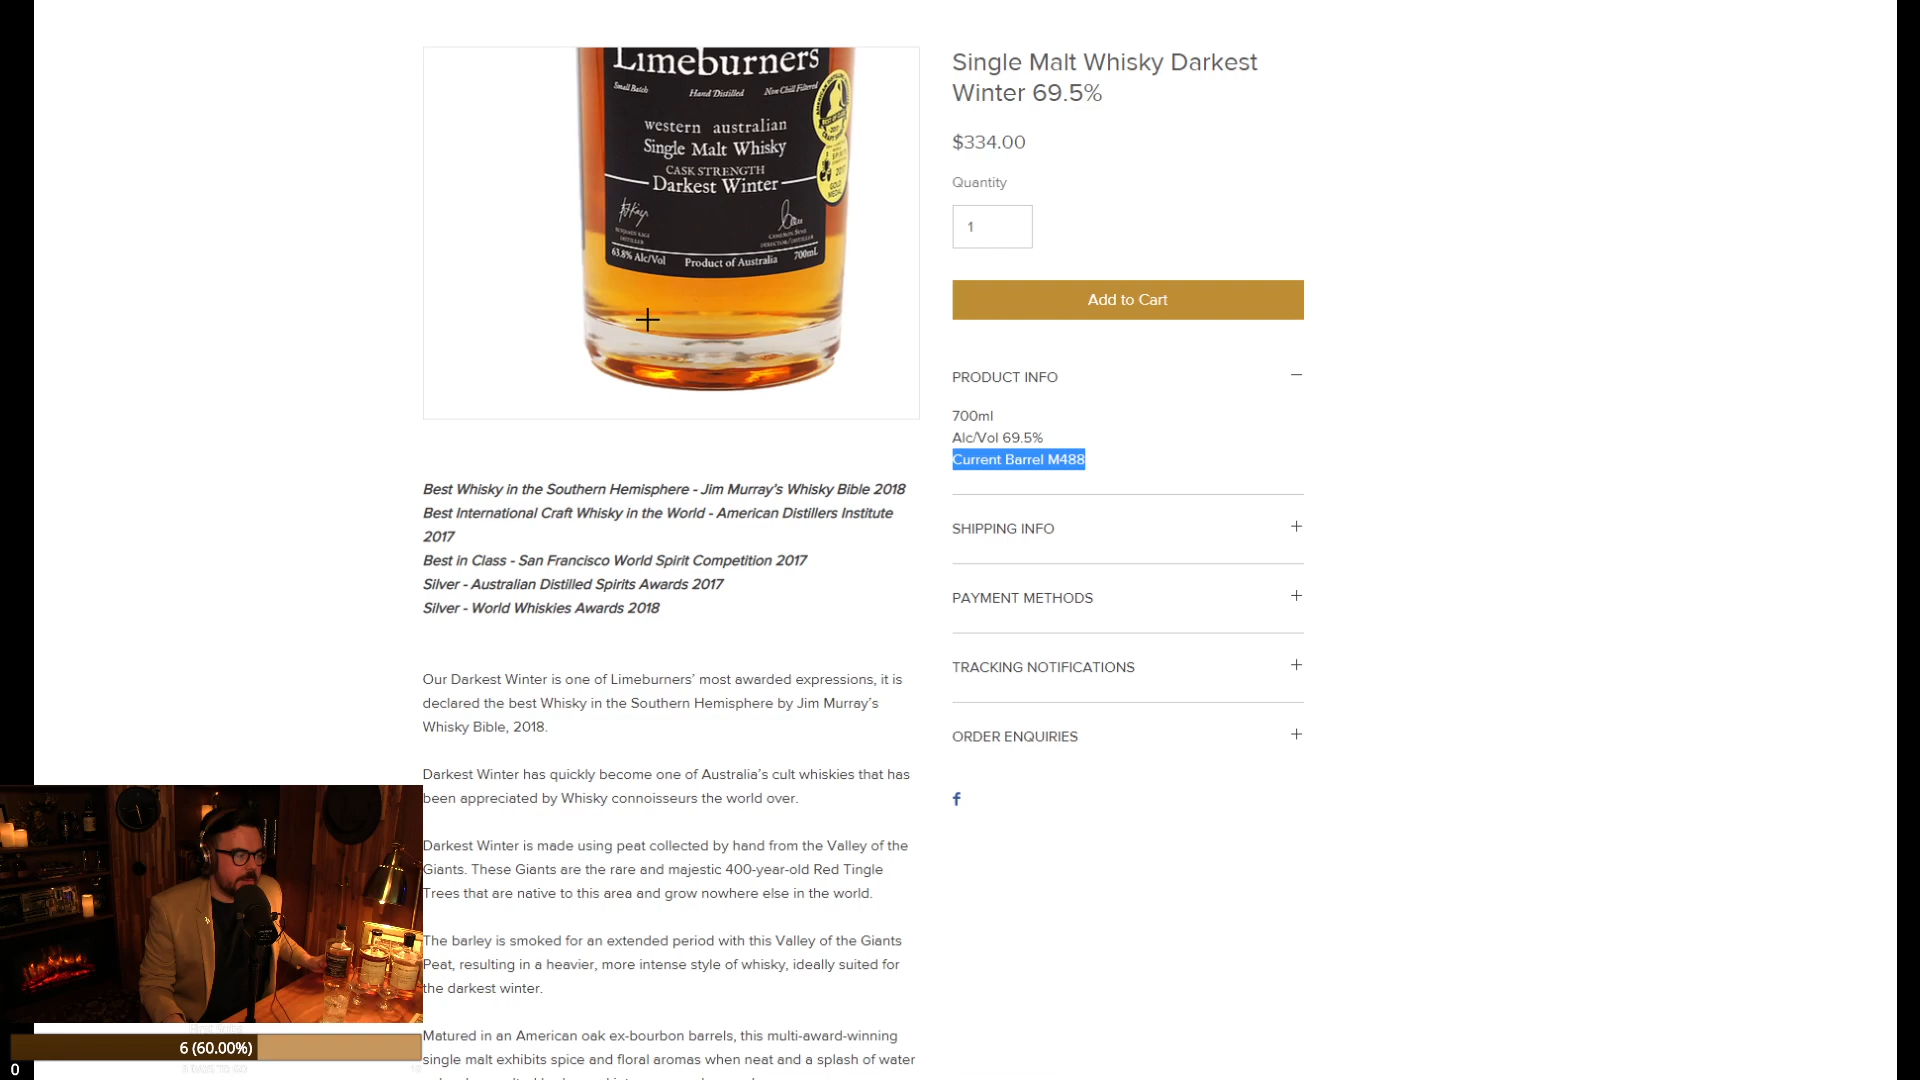 Limeburners
Small Batch Hand Distilled Non Chill Filtered
western australian
Single Malt Whisky
CASK STRENGTH
Darkest Winter
63.8% Alc/Vol Product of Australia 700mL
Single Malt Whisky Darkest
Winter 69.5%
$334.00
Quantity
1
Add to Cart
PRODUCT INFO
700ml
Alc/Vol 69.5%
Current Barrel M488
SHIPPING INFO
PAYMENT METHODS
TRACKING NOTIFICATIONS
ORDER ENQUIRIES
f
Best Whisky in the Southern Hemisphere - Jim Murray’s Whisky Bible 2018
Best International Craft Whisky in the World - American Distillers Institute
2017
Best in Class - San Francisco World Spirit Competition 2017
Silver - Australian Distilled Spirits Awards 2017
Silver - World Whiskies Awards 2018
Our Darkest Winter is one of Limeburners’ most awarded expressions, it is
declared the best Whisky in the Southern Hemisphere by Jim Murray’s
Whisky Bible, 2018.
Darkest Winter has quickly become one of Australia’s cult whiskies that has
been appreciated by Whisky connoisseurs the world over.
Darkest Winter is made using peat collected by hand from the Valley of the
Giants. These Giants are the rare and majestic 400-year-old Red Tingle
Trees that are native to this area and grow nowhere else in the world.
The barley is smoked for an extended period with this Valley of the Giants
Peat, resulting in a heavier, more intense style of whisky, ideally suited for
the darkest winter.
Matured in an American oak ex-bourbon barrels, this multi-award-winning
single malt exhibits spice and floral aromas when neat and a splash of water
6 (60.00%)
0